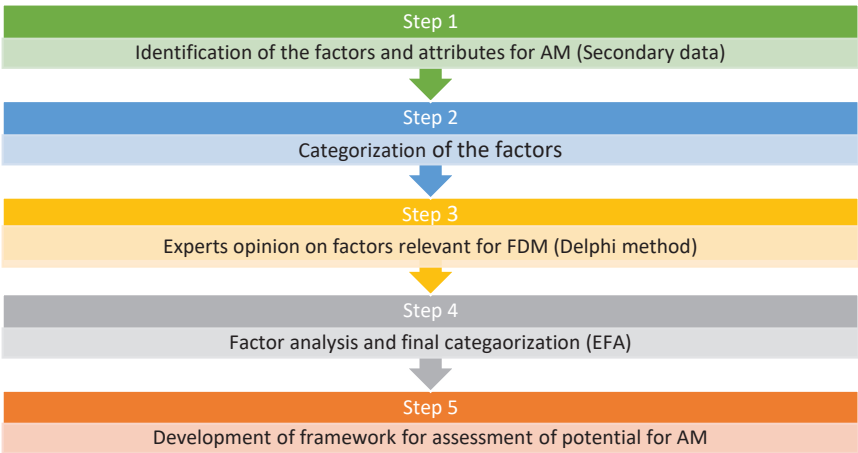 Step 1
Identification of the factors and attributes for AM (Secondary data)
Step 2
Categorization of the factors
Step 3
Experts opinion on factors relevant for FDM (Delphi method)
Step 4
Factor analysis and final categaorization (EFA)
Step 5
Development of framework for assessment of potential for AM